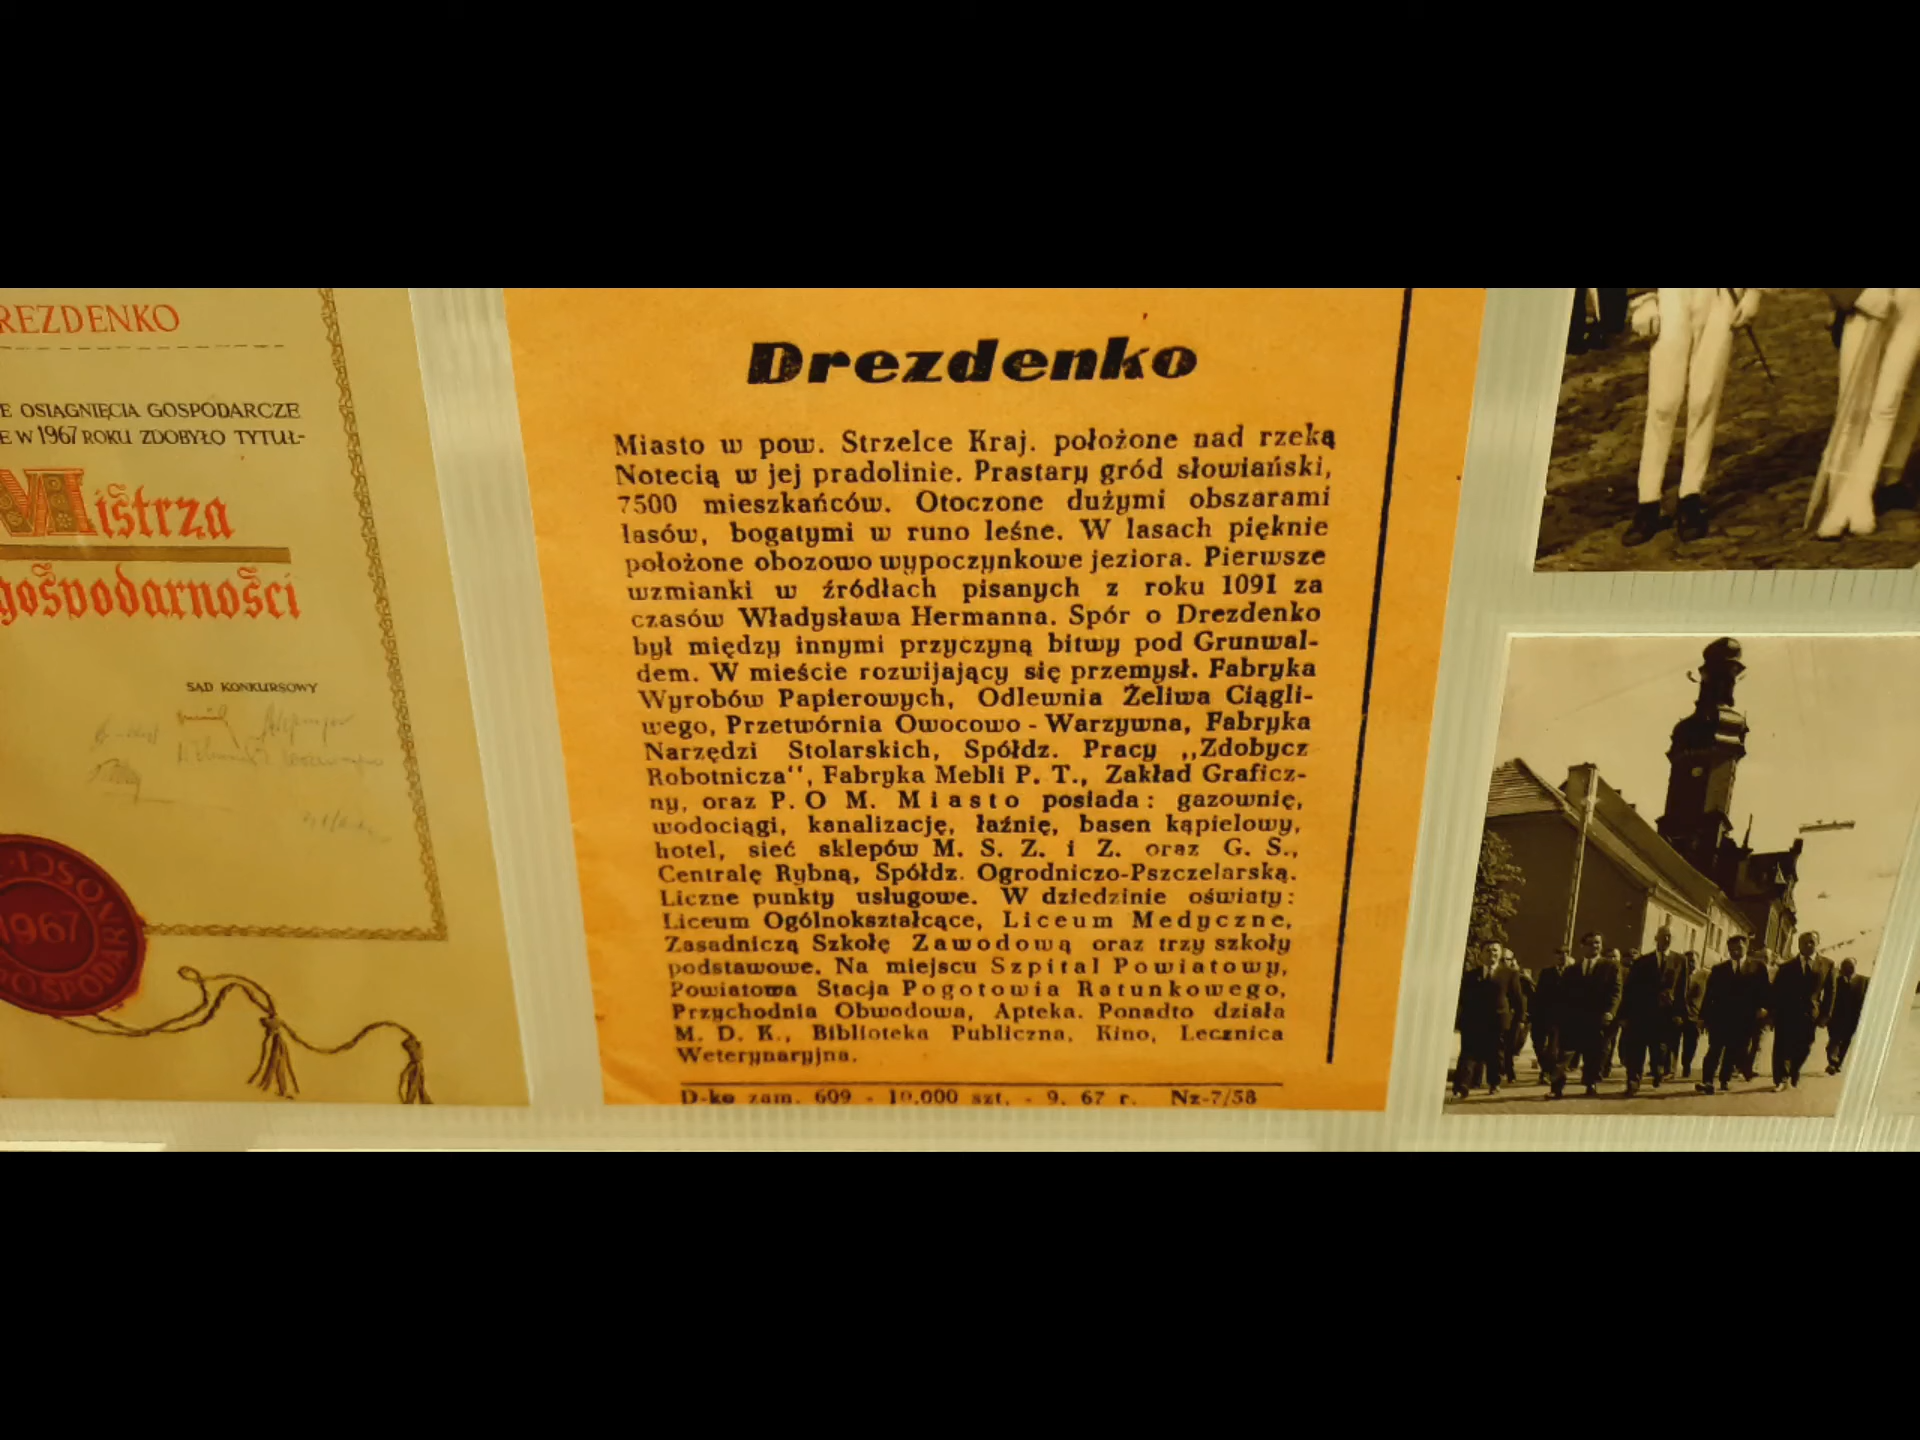 REZDENKO
E OSIĄGNIĘCIA GOSPODARCZE
E W 1967 ROKU ZDOBYŁO TYTUŁ-
Mistrza
gospodarności
SĄD KONKURSOWY
1967
Drezdenko
Miasto w pow. Strzelce Kraj. położone nad rzeką
Notecią w jej pradolinie. Prastary gród słowiański,
7500 mieszkańców. Otoczone dużymi obszarami
lasów, bogatymi w runo leśne. W lasach pięknie
położone obozowo wypoczynkowe jeziora. Pierwsze
wzmianki w źródłach pisanych z roku 1091 za
czasów Władysława Hermanna. Spór o Drezdenko
był między innymi przyczyną bitwy pod Grunwal-
dem. W mieście rozwijający się przemysł. Fabryka
Wyrobów Papierowych, Odlewnia Żeliwa Ciągli-
wego, Przetwórnia Owocowo - Warzywna, Fabryka
Narzędzi Stolarskich, Spółdz. Pracy ,,Zdobycz
Robotnicza", Fabryka Mebli P. T., Zakład Graficz-
ny, oraz P. O M. Miasto posiada: gazownię,
wodociągi, kanalizację, łaźnię, basen kąpielowy,
hotel, sieć sklepów M. S. Z. i Z. oraz G. S.,
Centralę Rybną, Spółdz. Ogrodniczo-Pszczelarską.
Liczne punkty usługowe. W dziedzinie oświaty:
Liceum Ogólnokształcące, Liceum Medyczne,
Zasadniczą Szkołę Zawodową oraz trzy szkoły
podstawowe. Na miejscu Szpital Powiatowy,
Powiatowa Stacja Pogotowia Ratunkowego,
Przychodnia Obwodowa, Apteka. Ponadto działa
M. D. K., Biblioteka Publiczna, Kino, Lecznica
Weterynaryjna.
D-ko zam. 609 - 10.000 szt. - 9. 67 r. Nz-7/58